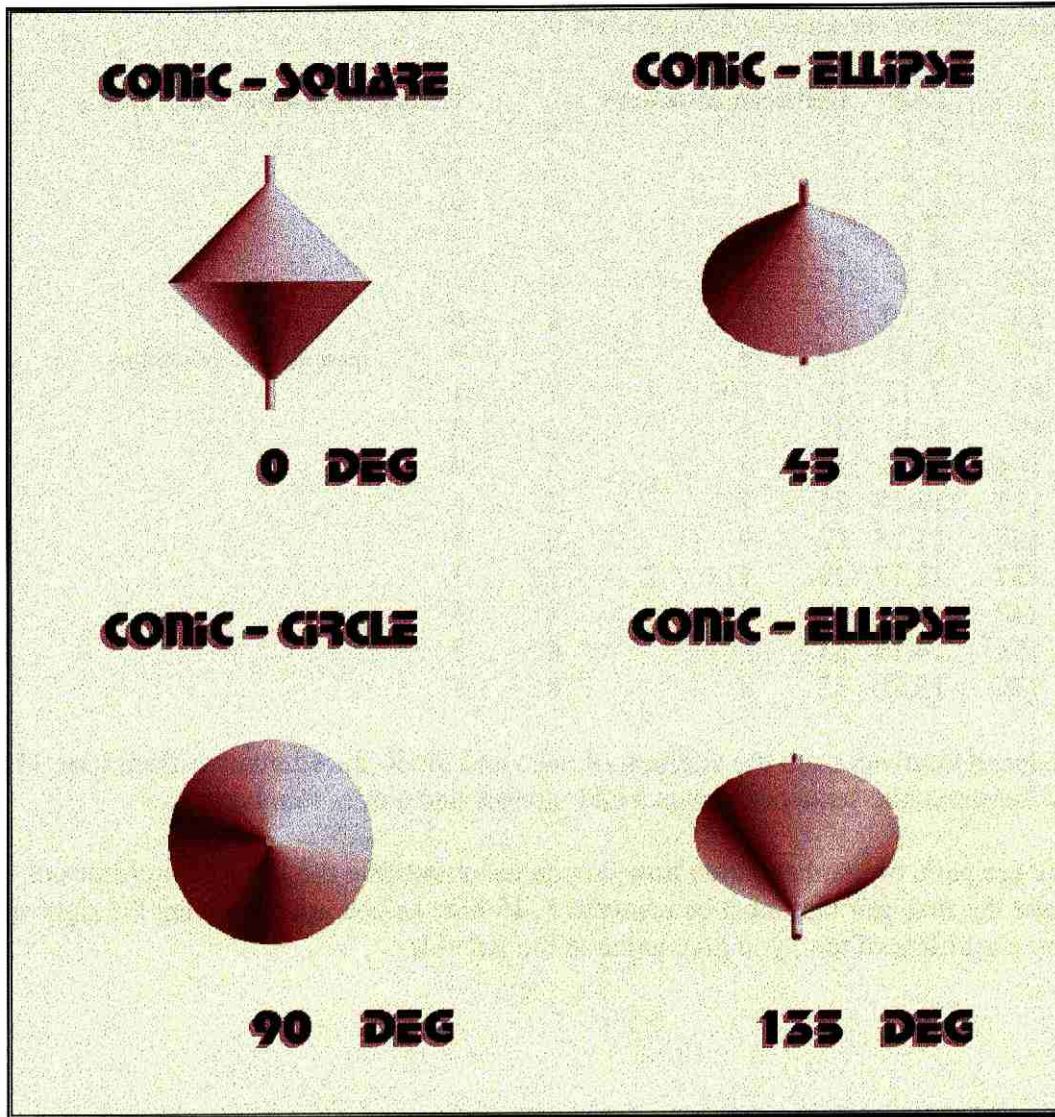 CONiC – SQUARE
CONiC – ELLiPSE
0 DEG
45 DEG
CONiC – CiRCLE
CONiC – ELLiPSE
90 DEG
135 DEG